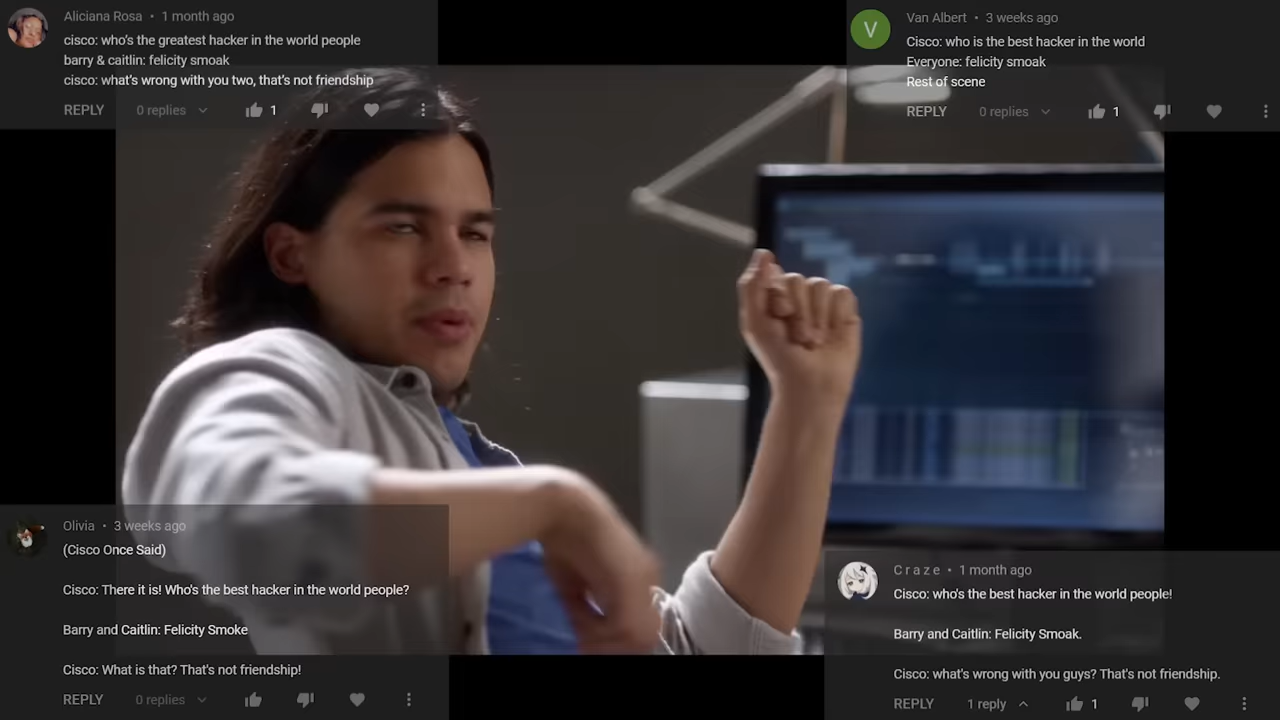 Aliciana Rosa • 1 month ago
cisco: who's the greatest hacker in the world people
barry & caitlin: felicity smoak
cisco: what's wrong with you two, that's not friendship
REPLY 0 replies 1
V
Van Albert • 3 weeks ago
Cisco: who is the best hacker in the world
Everyone: felicity smoak
Rest of scene
REPLY 0 replies 1
Olivia • 3 weeks ago
(Cisco Once Said)
Cisco: There it is! Who's the best hacker in the world people?
Barry and Caitlin: Felicity Smoke
Cisco: What is that? That's not friendship!
REPLY 0 replies
C r a z e • 1 month ago
Cisco: who's the best hacker in the world people!
Barry and Caitlin: Felicity Smoak.
Cisco: what's wrong with you guys? That's not friendship.
REPLY 1 reply 1